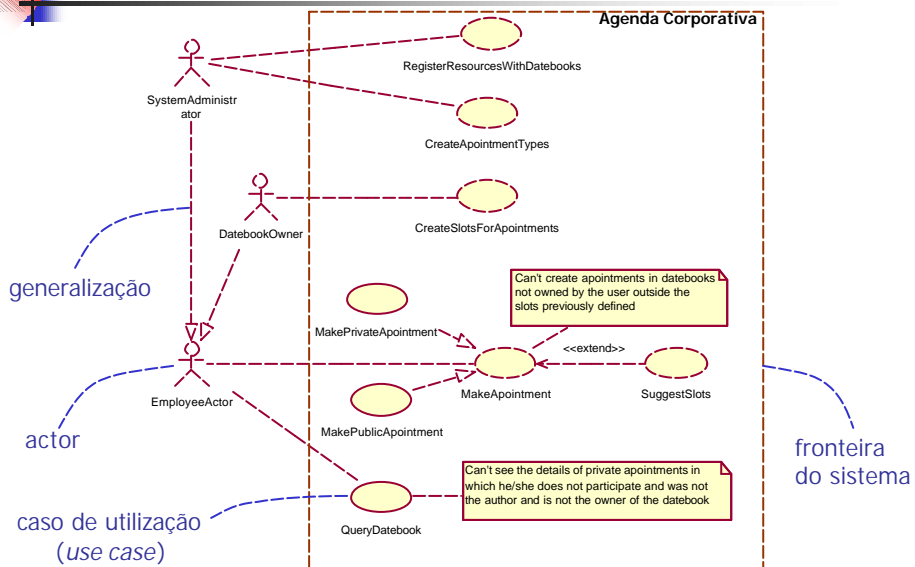 Agenda Corporativa
RegisterResourcesWithDatebooks
SystemAdministr
ator
CreateApointmentTypes
DatebookOwner
CreateSlotsForApointments
generalização
Can't create apointments in datebooks
not owned by the user outside the
slots previously defined
MakePrivateApointment
<<extend>>
EmployeeActor
MakeApointment
SuggestSlots
MakePublicApointment
actor
fronteira
do sistema
Can't see the details of private apointments in
which he/she does not participate and was not
the author and is not the owner of the datebook
caso de utilização
(use case)
QueryDatebook